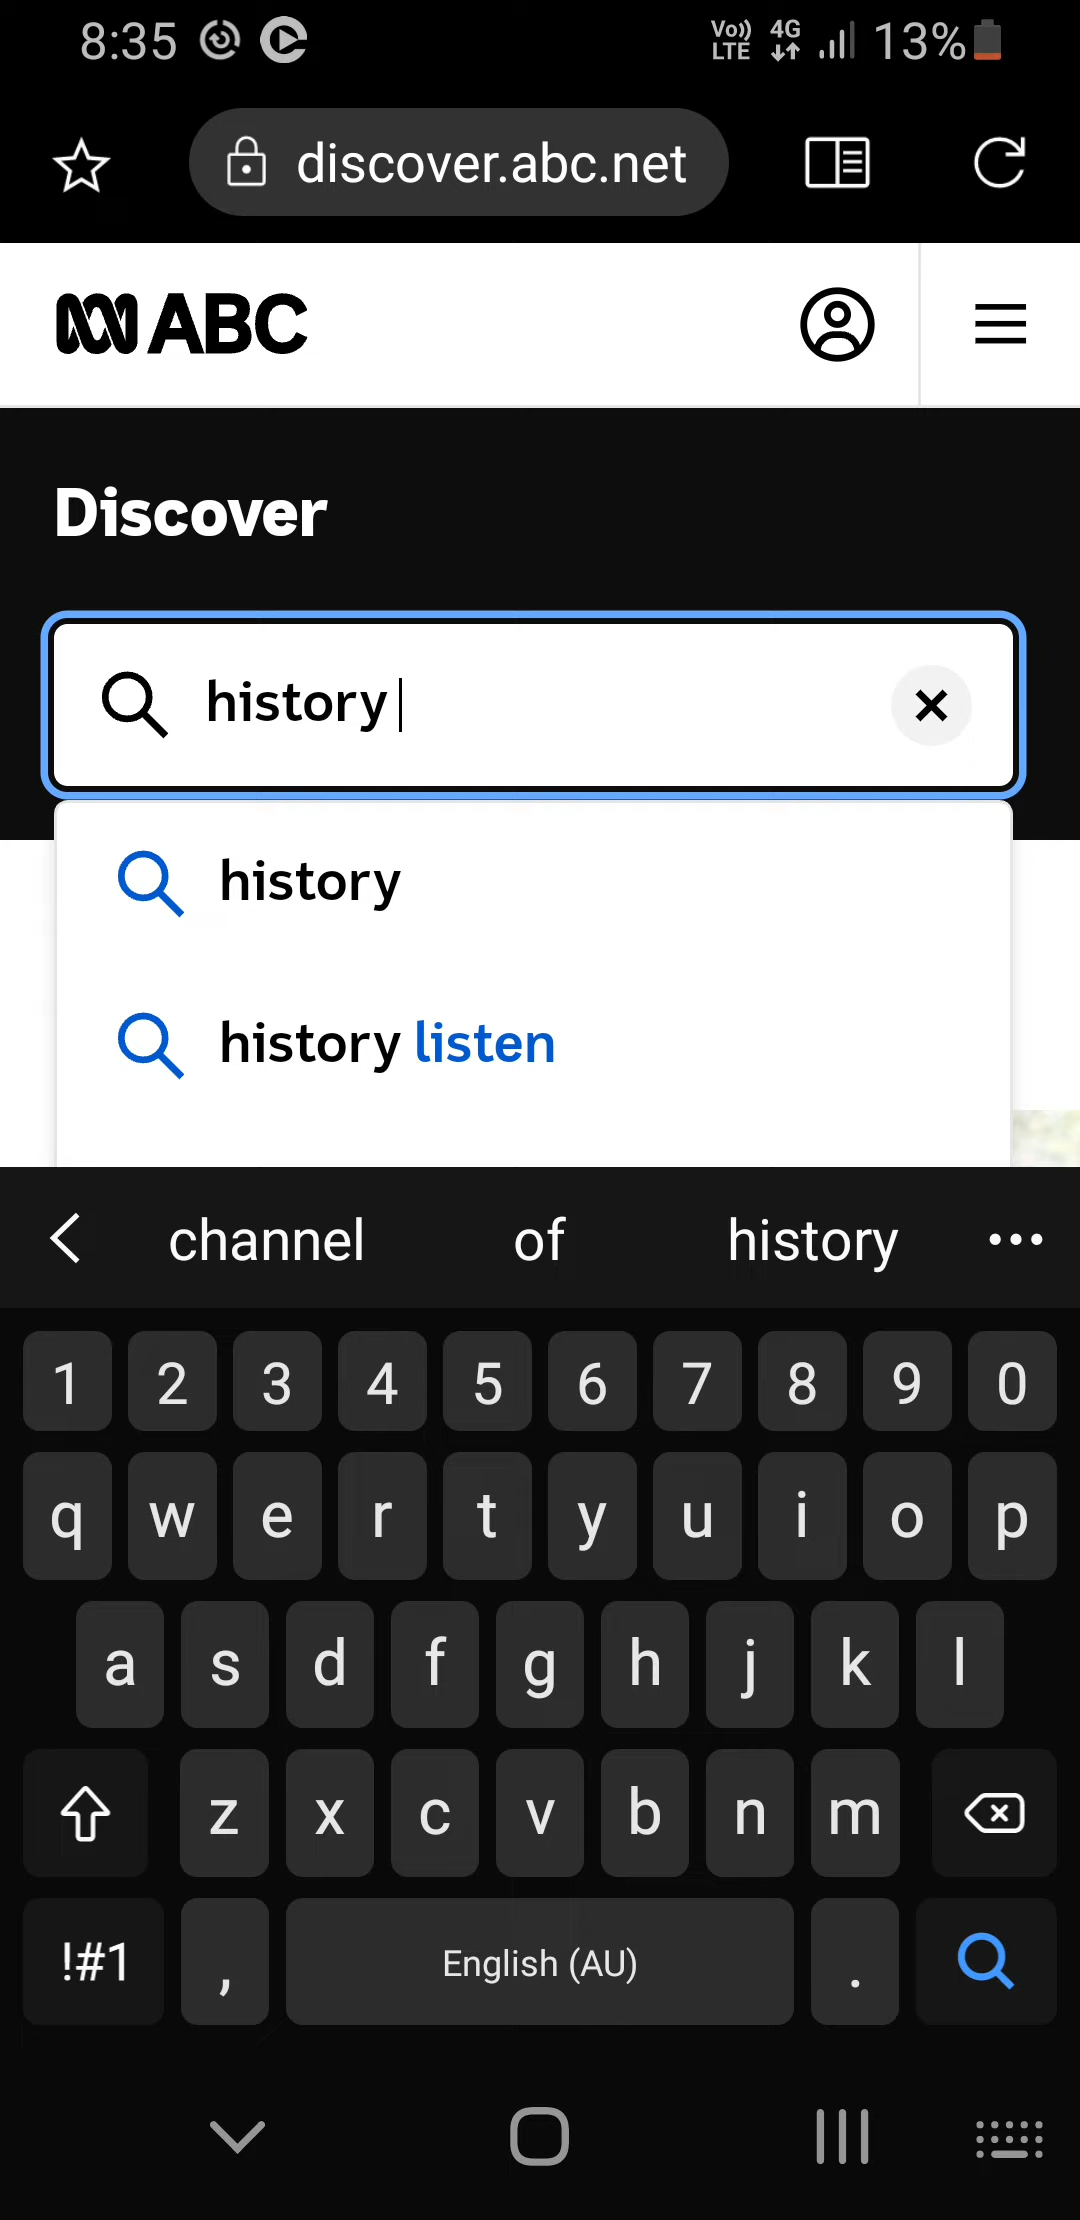 8:35 Vo)) LTE 4G 13%
discover.abc.net
ABC
Discover
history
history
history listen
channel of history
1 2 3 4 5 6 7 8 9 0
q w e r t y u i o p
a s d f g h j k l
z x c v b n m
!#1 , English (AU) .